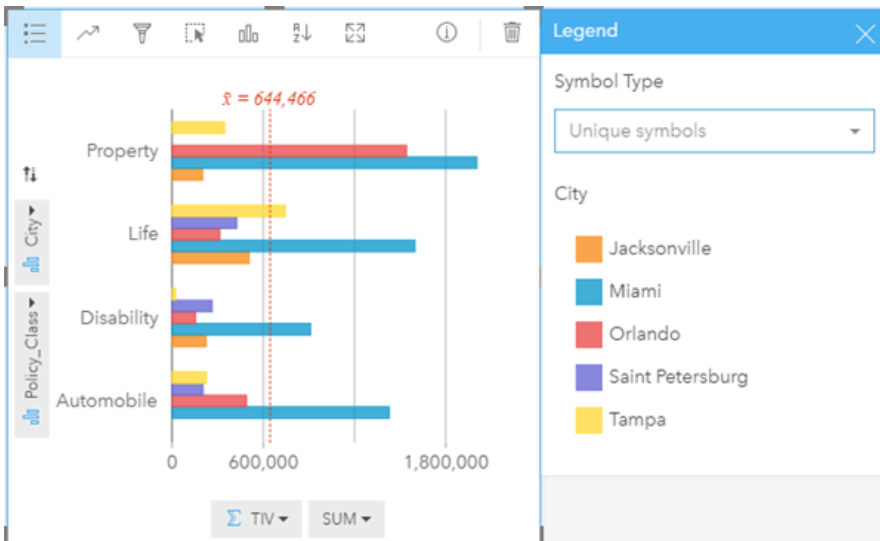 Legend
Symbol Type
Unique symbols
City
Jacksonville
Miami
Orlando
Saint Petersburg
Tampa
A
Z
x̄ = 644,466
Property
Life
Disability
Automobile
City
Policy_Class
0
600,000
1,800,000
Σ TIV
SUM